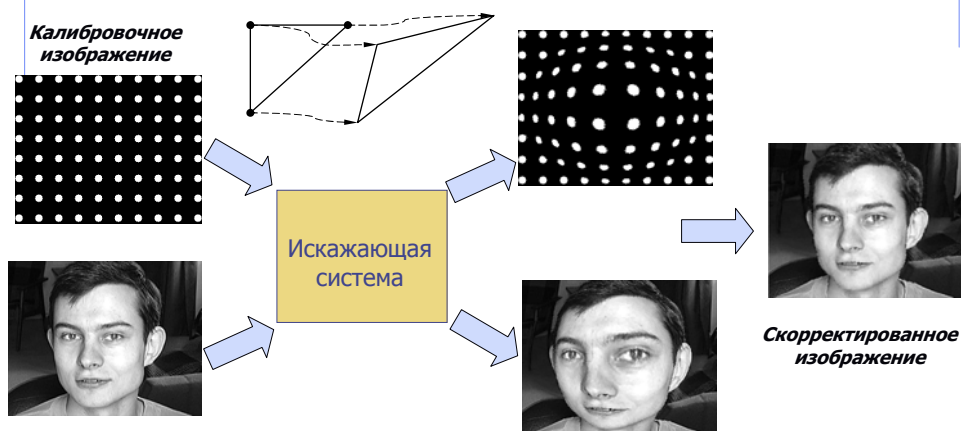 Калибровочное
изображение
Искажающая
система
Скорректированное
изображение